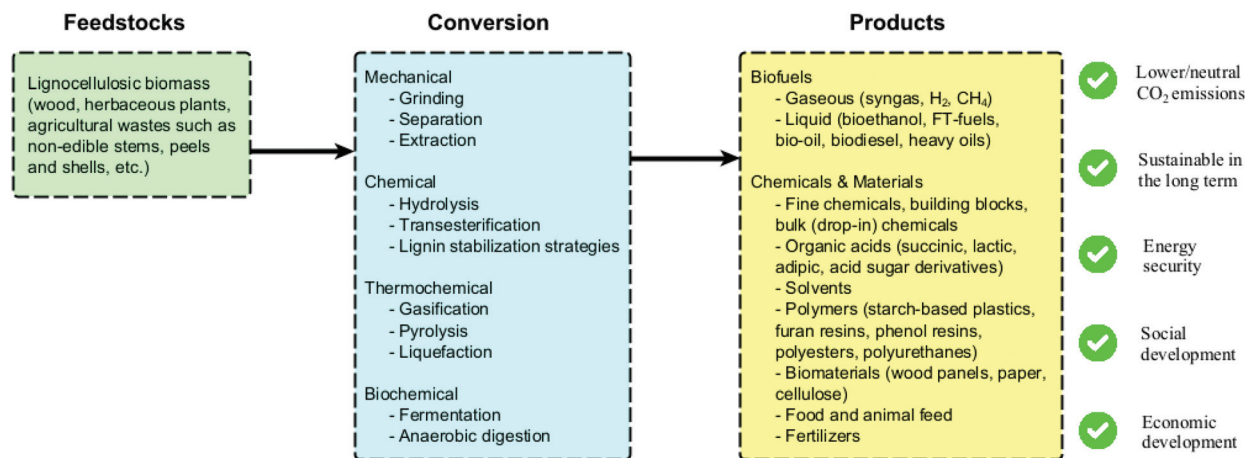 Feedstocks
Lignocellulosic biomass
(wood, herbaceous plants,
agricultural wastes such as
non-edible stems, peels
and shells, etc.)
Conversion
Mechanical
- Grinding
- Separation
- Extraction
Chemical
- Hydrolysis
- Transesterification
- Lignin stabilization strategies
Thermochemical
- Gasification
- Pyrolysis
- Liquefaction
Biochemical
- Fermentation
- Anaerobic digestion
Products
Biofuels
- Gaseous (syngas, H₂, CH₄)
- Liquid (bioethanol, FT-fuels,
bio-oil, biodiesel, heavy oils)
Chemicals & Materials
- Fine chemicals, building blocks,
bulk (drop-in) chemicals
- Organic acids (succinic, lactic,
adipic, acid sugar derivatives)
- Solvents
- Polymers (starch-based plastics,
furan resins, phenol resins,
polyesters, polyurethanes)
- Biomaterials (wood panels, paper,
cellulose)
- Food and animal feed
- Fertilizers
Lower/neutral
CO₂ emissions
Sustainable in
the long term
Energy
security
Social
development
Economic
development